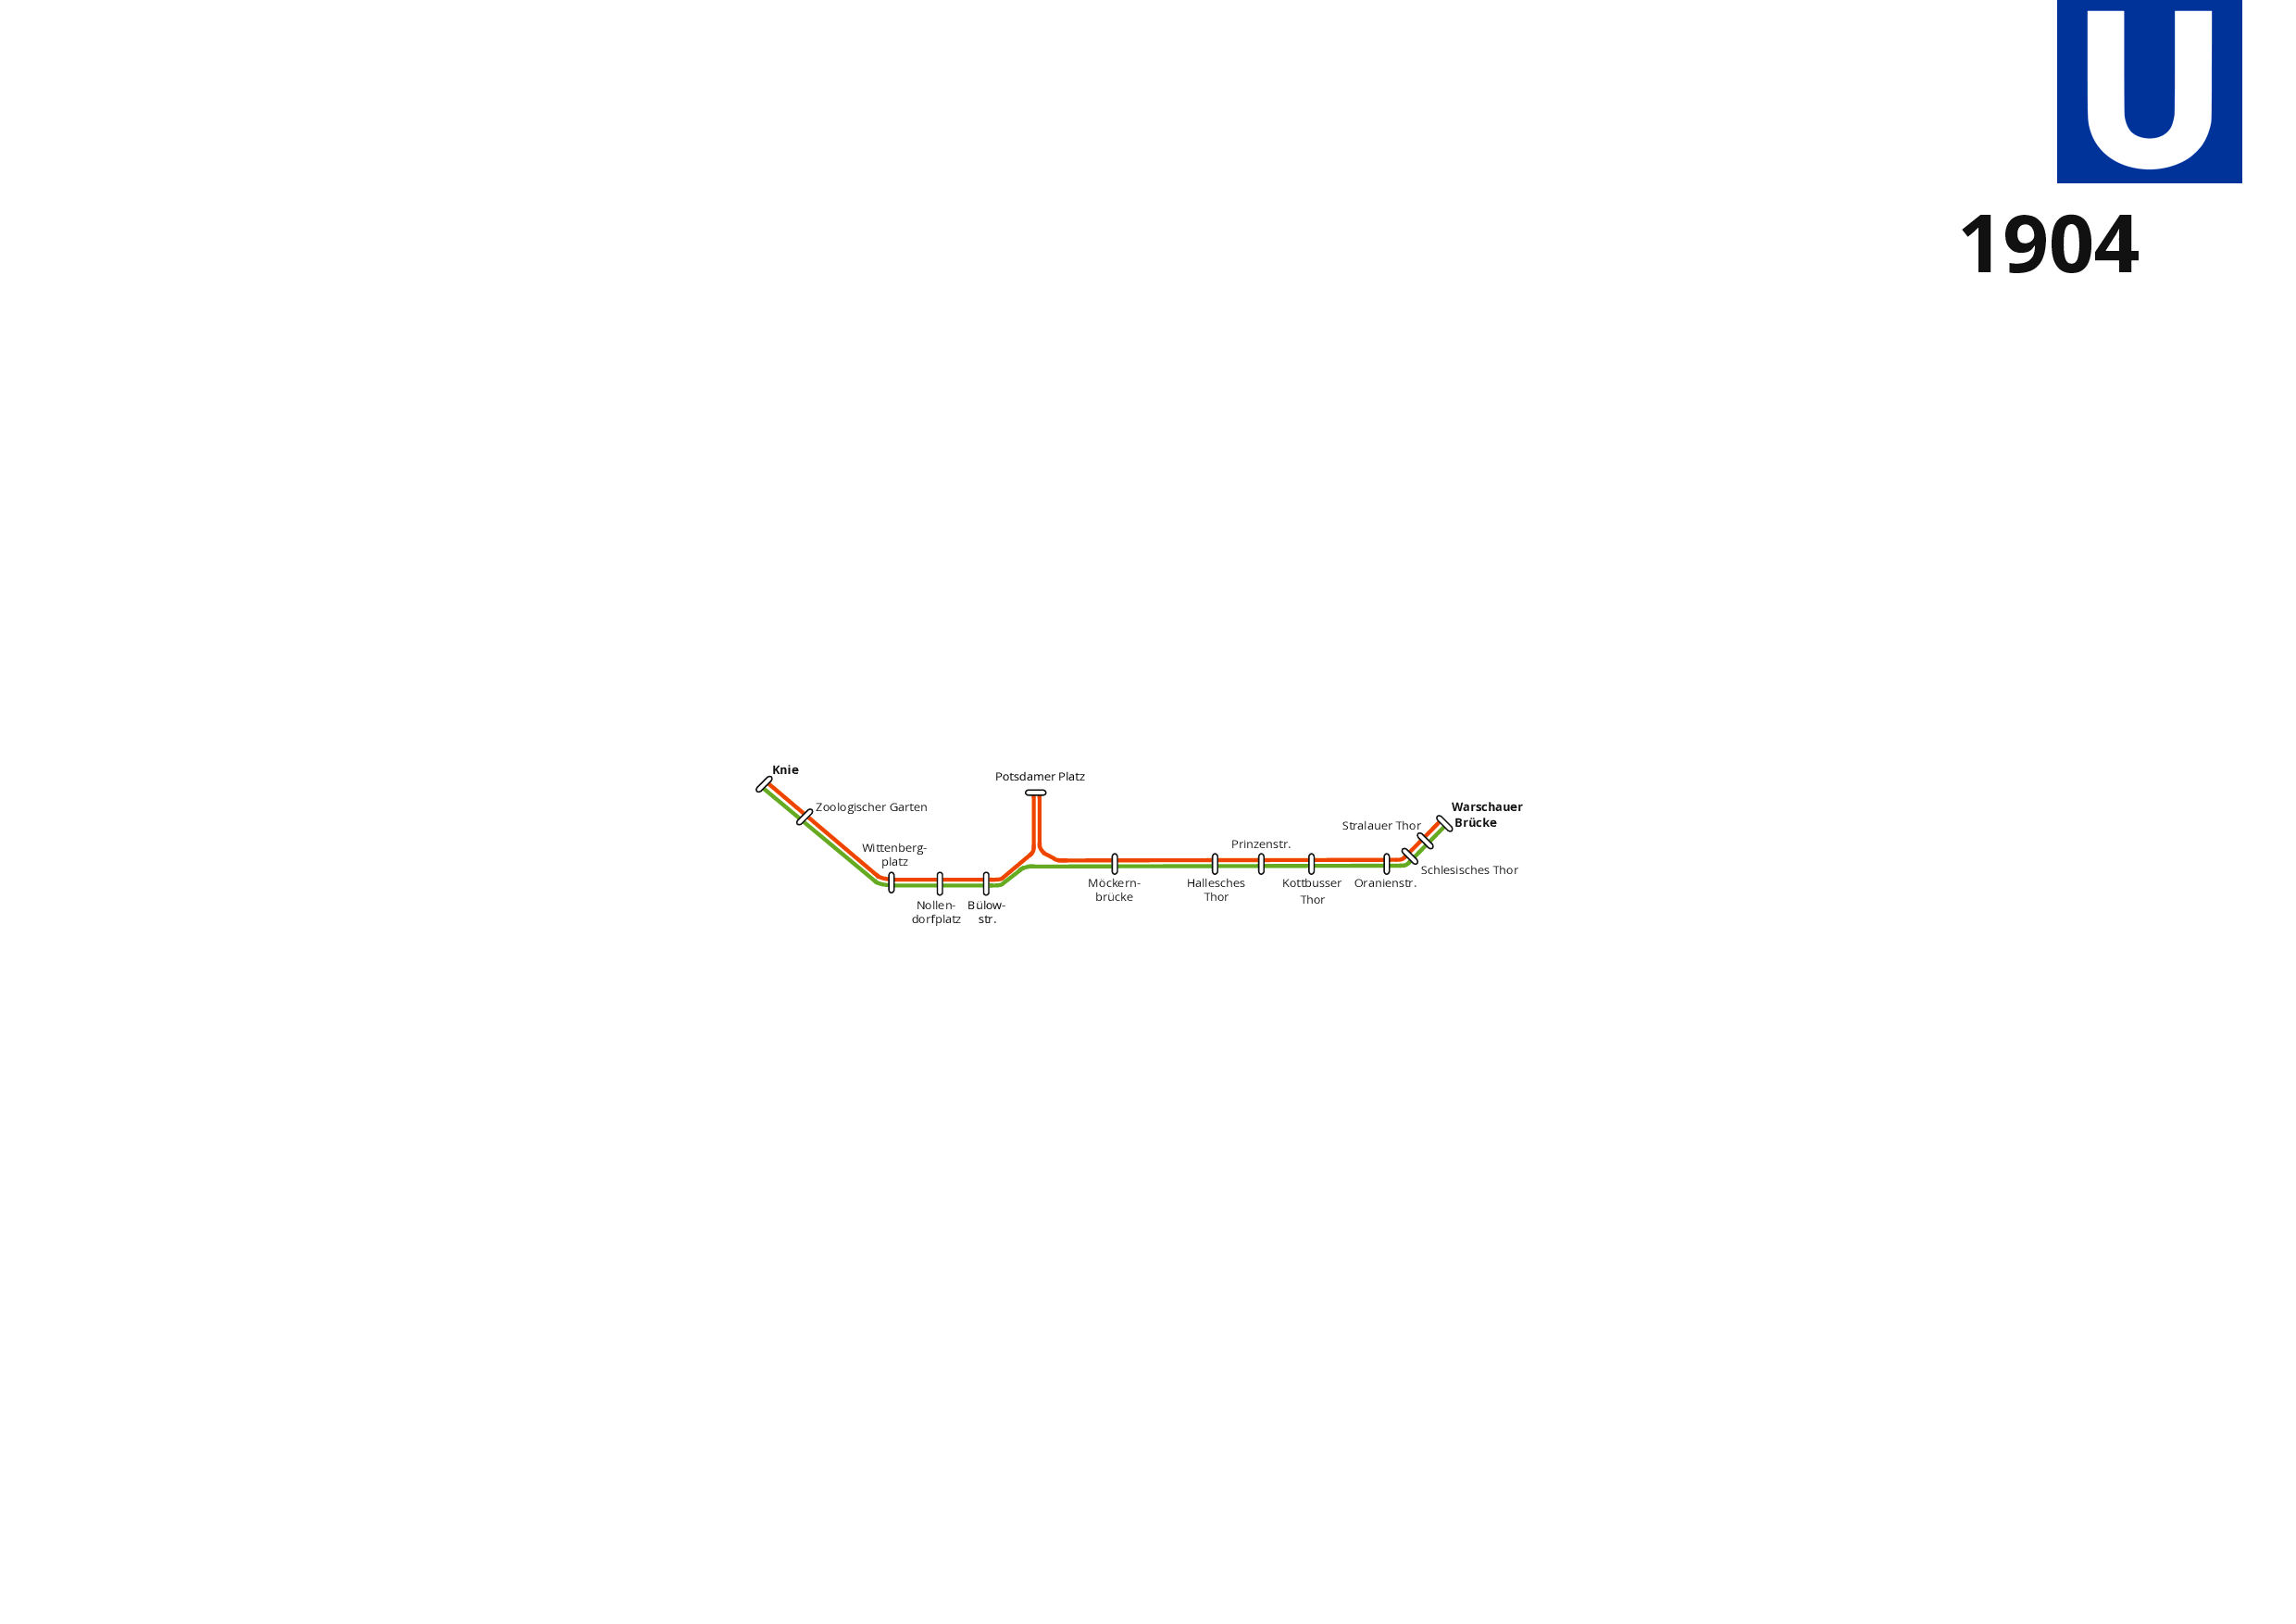 U
1904
Knie
Potsdamer Platz
Zoologischer Garten
Warschauer
Brücke
Stralauer Thor
Prinzenstr.
Wittenberg-
platz
Schlesisches Thor
Möckern-
brücke
Hallesches
Thor
Kottbusser
Thor
Oranienstr.
Nollen-
dorfplatz
Bülow-
str.